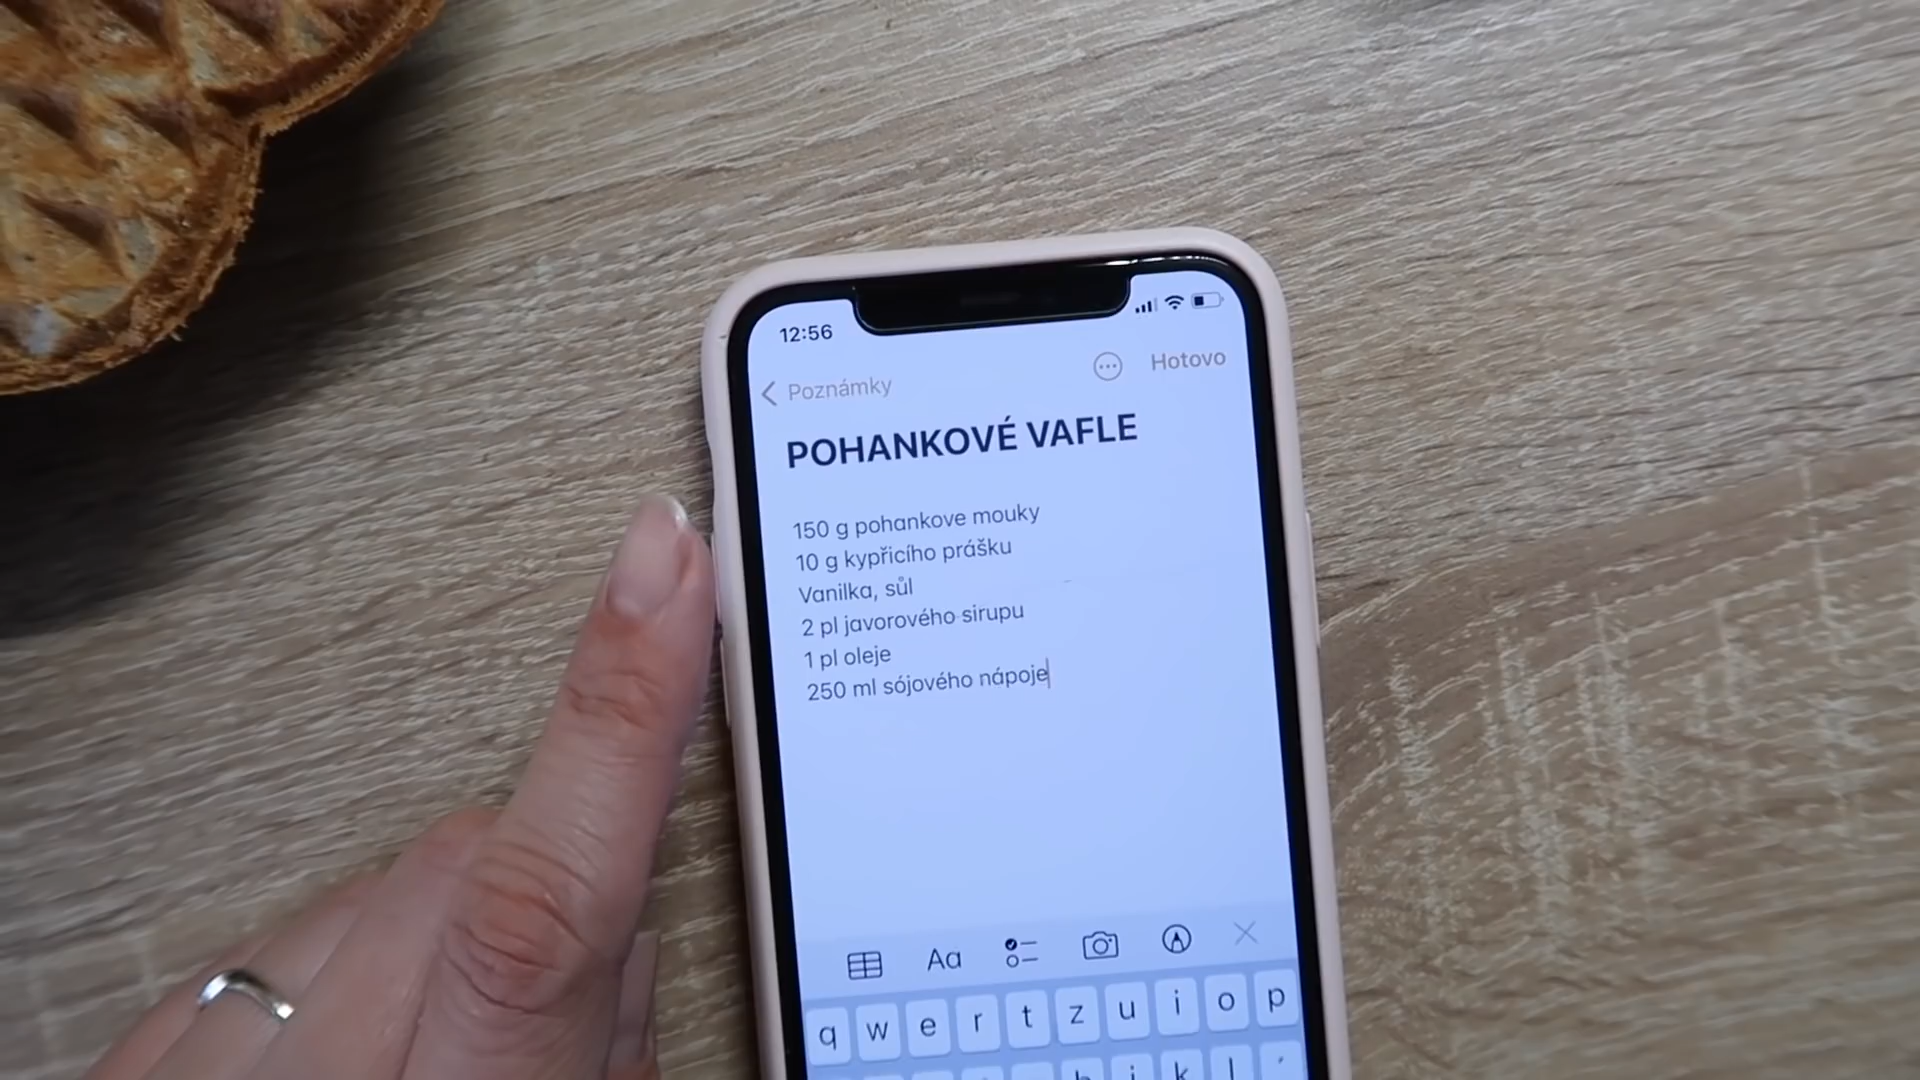 12:56
Poznámky
Hotovo
POHANKOVÉ VAFLE
150 g pohankove mouky
10 g kypřicího prášku
Vanilka, sůl
2 pl javorového sirupu
1 pl oleje
250 ml sójového nápoje
Aa
q w e r t z u i o p
k l